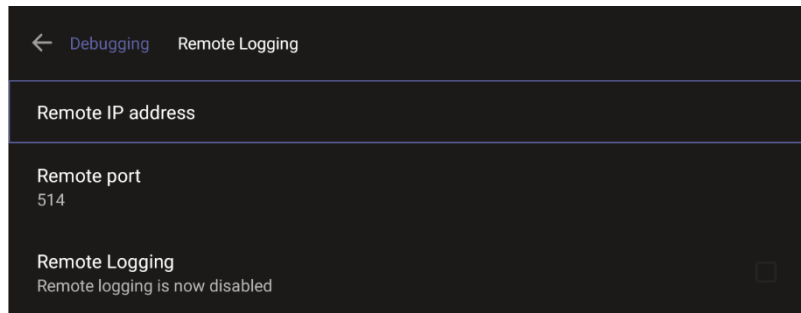 Debugging Remote Logging
Remote IP address
Remote port
514
Remote Logging
Remote logging is now disabled